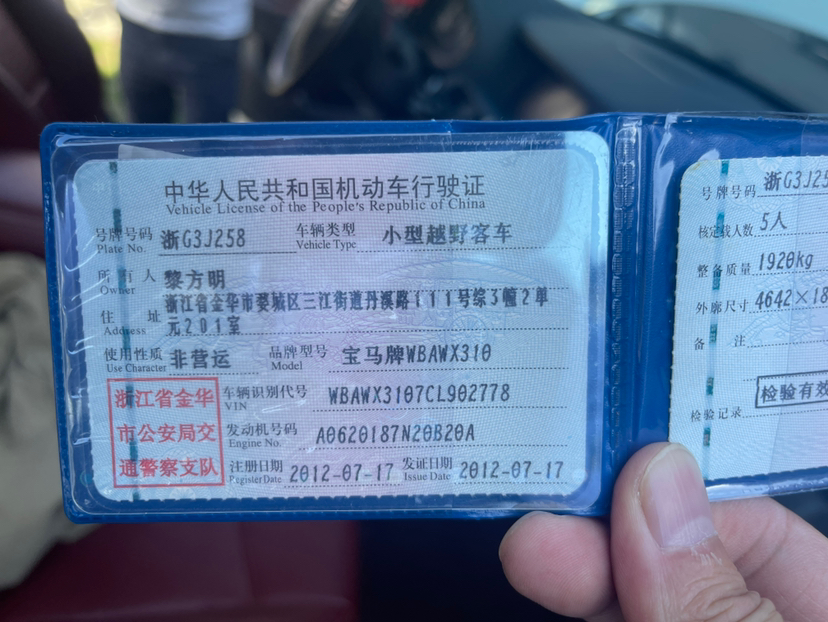 中华人民共和国机动车行驶证
Vehicle License of the People's Republic of China
号牌号码 浙G3J258 车辆类型 小型越野客车
Plate No. Vehicle Type
所有人 黎方明
Owner
浙江省金华市婺城区三江街道丹溪路111号综3幢2单
住址 元201室
Address
使用性质 非营运 品牌型号 宝马牌WBAWX310
Use Character Model
浙江省金华
市公安局交
通警察支队
车辆识别代号 WBAWX3107CL902778
VIN
发动机号码 A0620187N20B20A
Engine No.
注册日期 2012-07-17 发证日期 2012-07-17
Register Date Issue Date
号牌号码 浙G3J25
核定载人数 5人
整备质量 1920kg
外廓尺寸 4642×18
备注
检验有效
检验记录